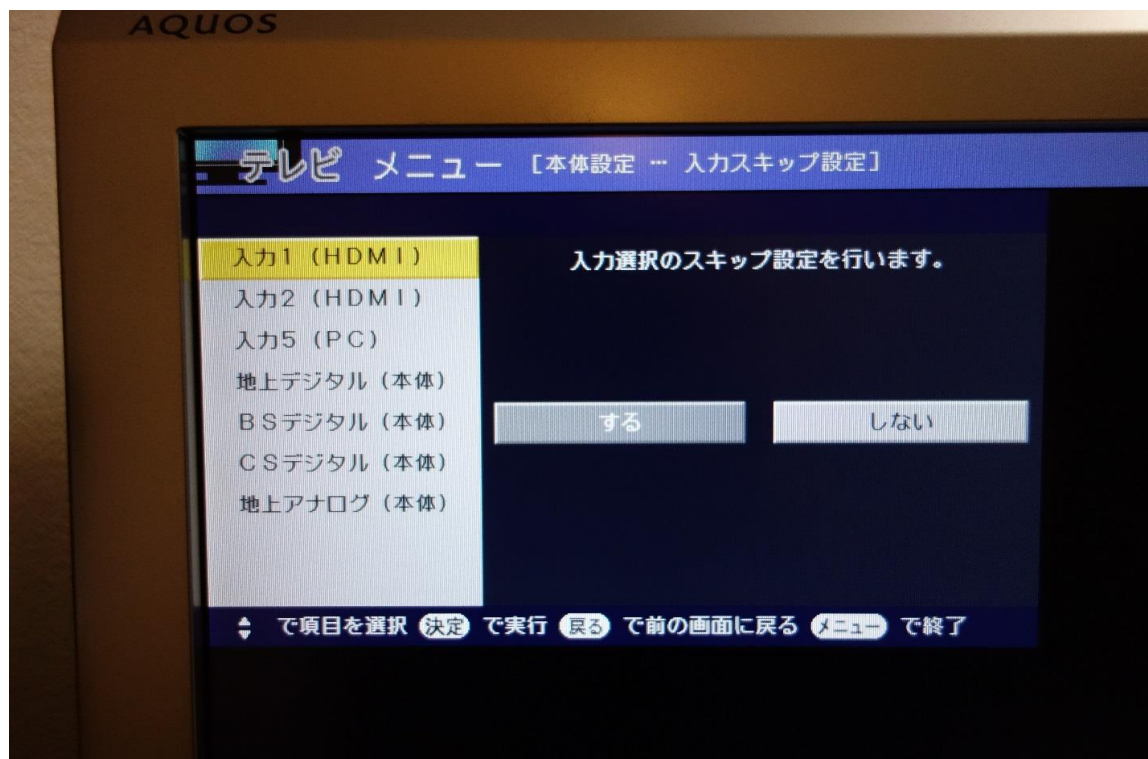 AQUOS
テレビ メニュー [本体設定 … 入力スキップ設定]
入力1 (HDMI)
入力選択のスキップ設定を行います。
入力2 (HDMI)
入力5 (PC)
地上デジタル (本体)
BSデジタル (本体)
する しない
CSデジタル (本体)
地上アナログ (本体)
で項目を選択 決定 で実行 戻る で前の画面に戻る メニュー で終了